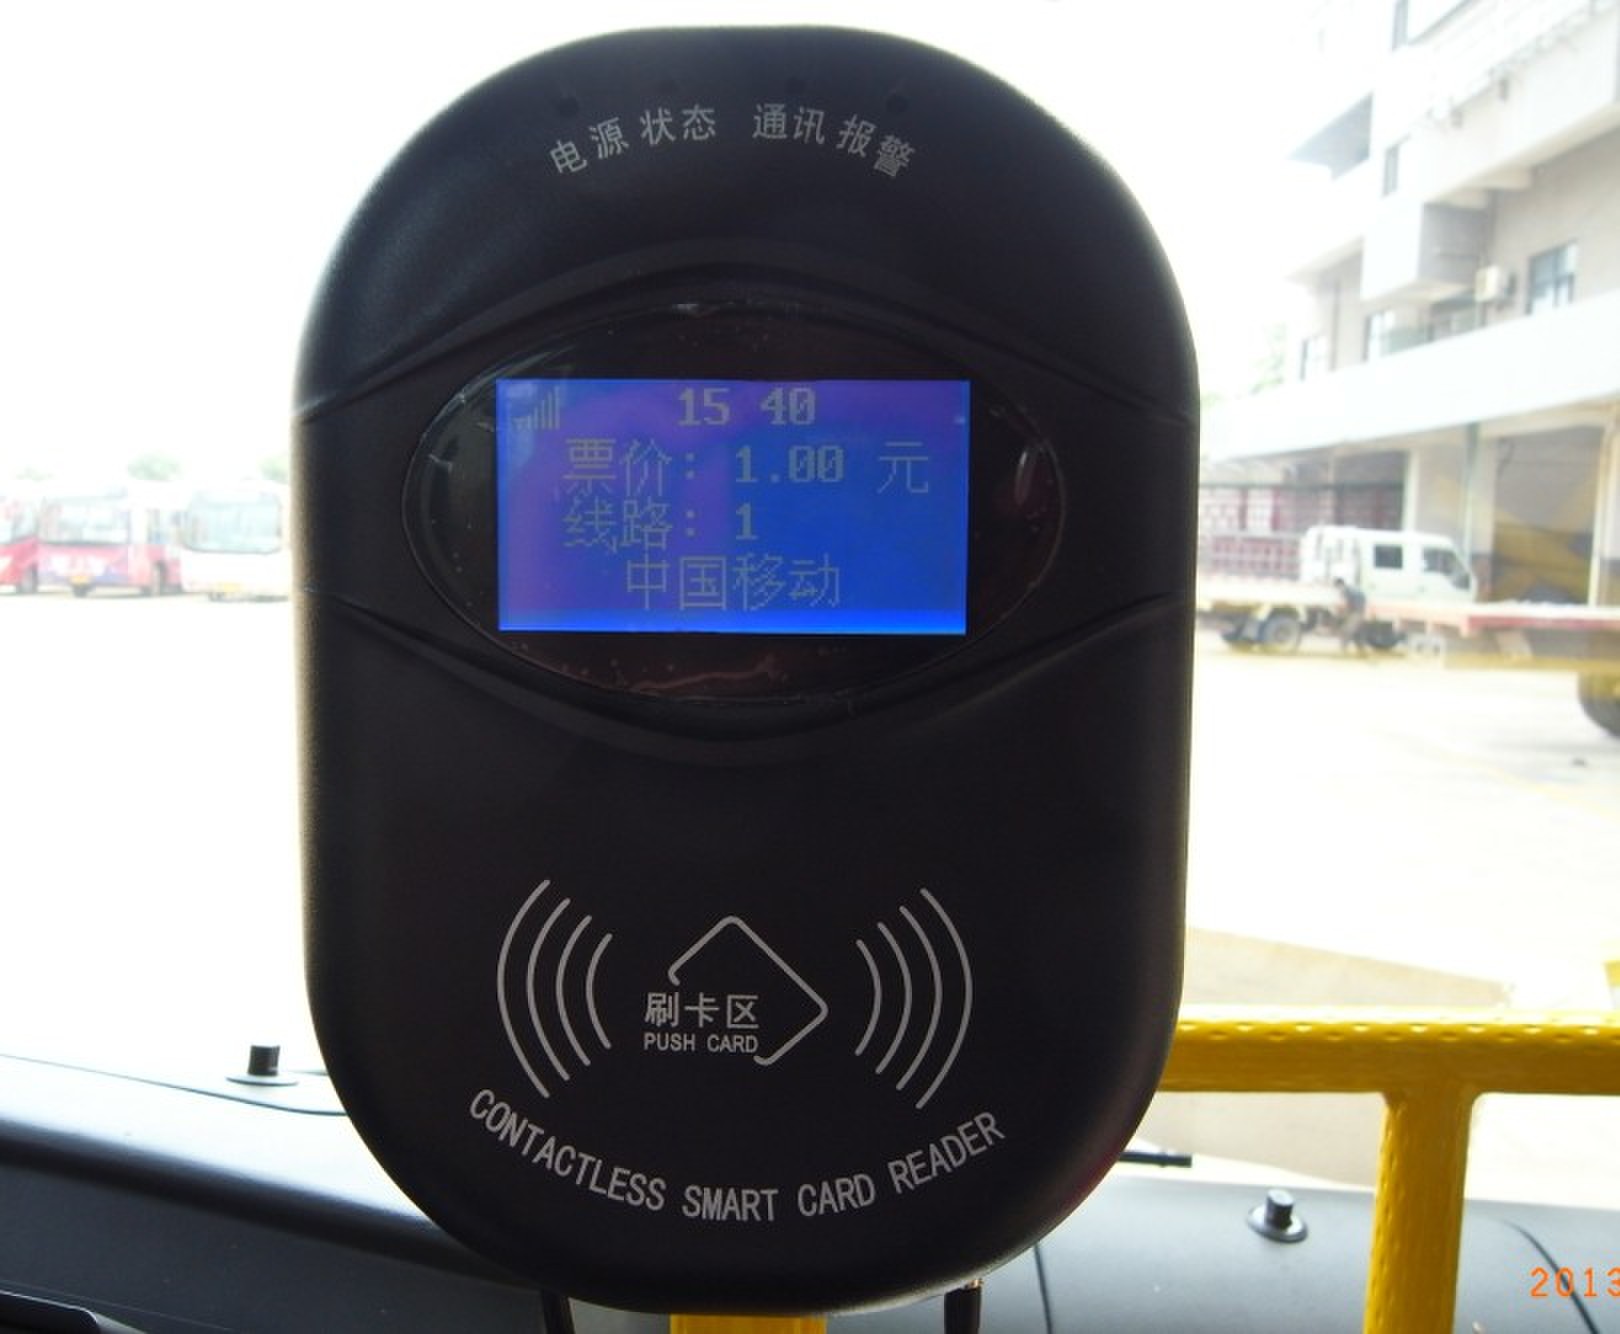 电源 状态 通讯 报警
15 40
票价: 1.00 元
线路: 1
中国移动
刷卡区
PUSH CARD
CONTACTLESS SMART CARD READER
2013